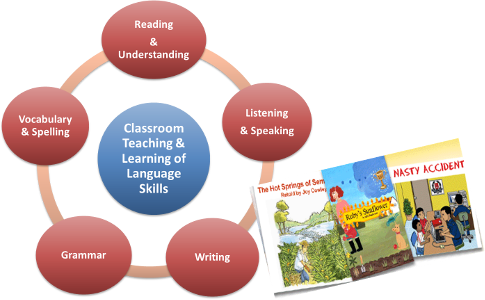 Reading
&
Understanding
Listening
& Speaking
Writing
Grammar
Vocabulary
& Spelling
Classroom
Teaching &
Learning of
Language
Skills
The Hot Springs of Sem
Retold by Joy Cowley
Ruby's Sunflower
NASTY ACCIDENT